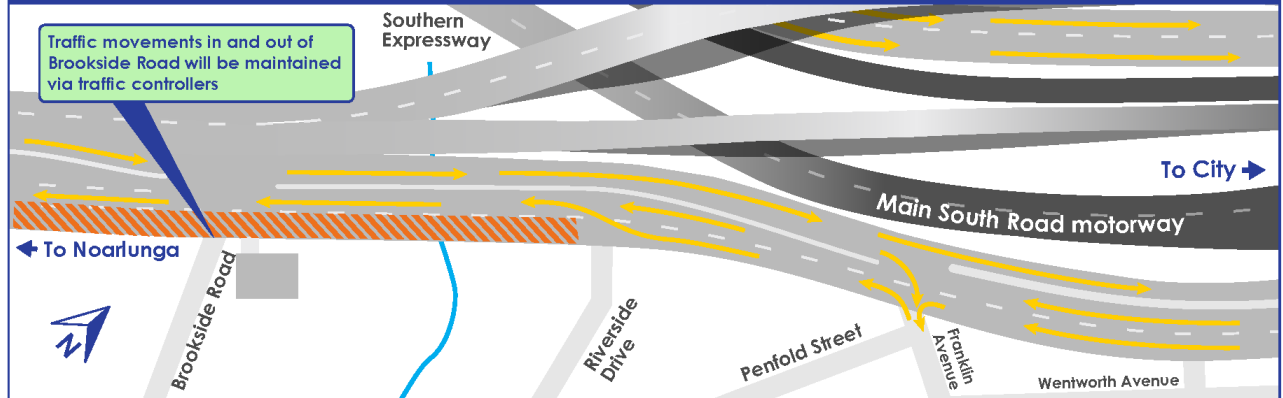 Southern
Expressway
Traffic movements in and out of
Brookside Road will be maintained
via traffic controllers
To City
Main South Road motorway
To Noarlunga
Brookside Road
Riverside
Drive
Penfold Street
Franklin
Avenue
Wentworth Avenue
N